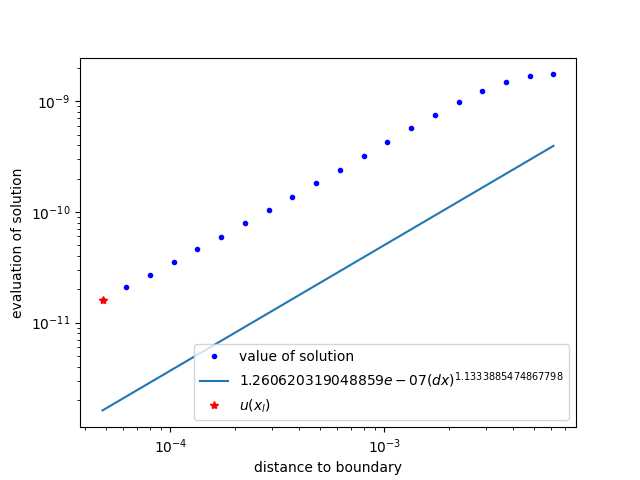 evaluation of solution
10^{-9}
10^{-10}
10^{-11}
value of solution
1.260620319048859e − 07(dx)^{1.1333885474867798}
u(x_l)
10^{-4}
10^{-3}
distance to boundary